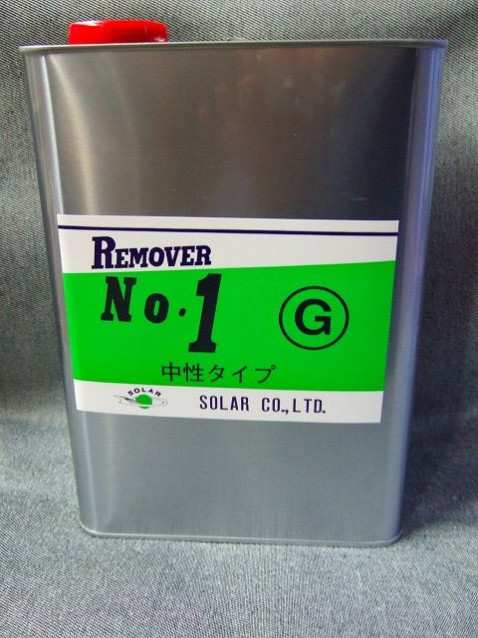 REMOVER
No.1
G
中性タイプ
SOLAR
SOLAR CO.,LTD.